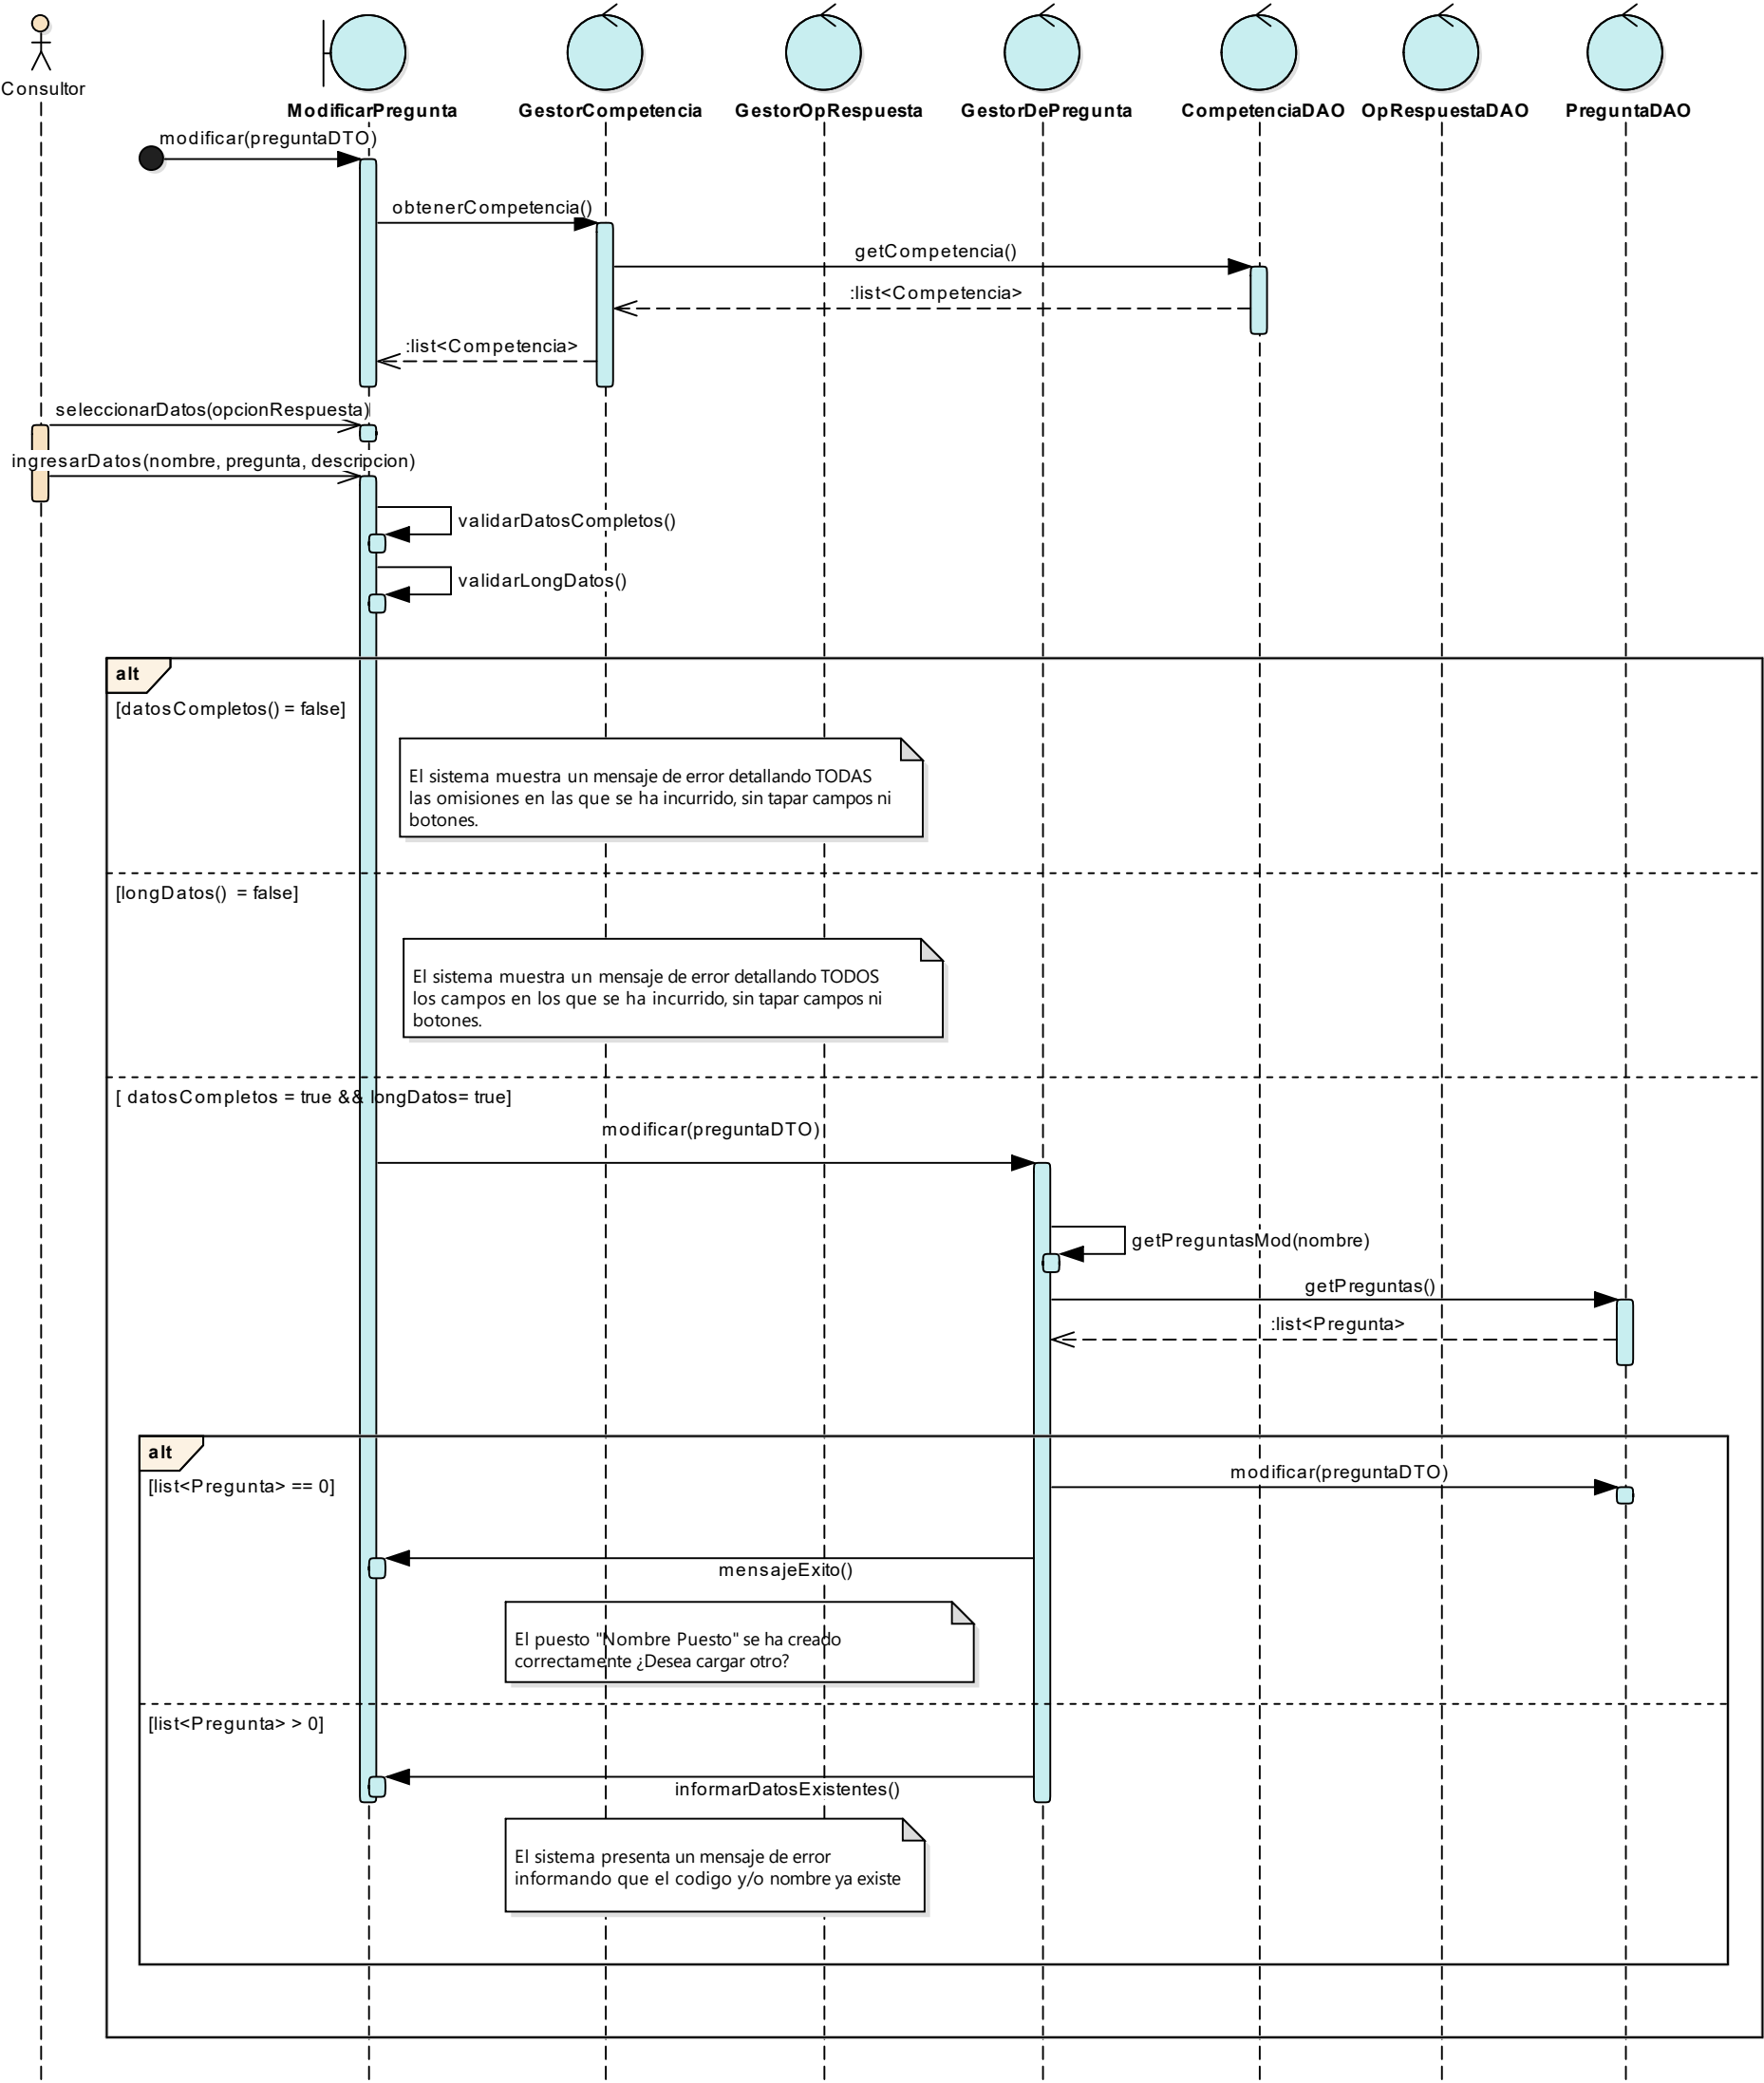 Consultor
ModificarPregunta
GestorCompetencia
GestorOpRespuesta
GestorDePregunta
CompetenciaDAO
OpRespuestaDAO
PreguntaDAO
modificar(preguntaDTO)
obtenerCompetencia()
getCompetencia()
:list<Competencia>
:list<Competencia>
seleccionarDatos(opcionRespuesta)
ingresarDatos(nombre, pregunta, descripcion)
validarDatosCompletos()
validarLongDatos()
alt
[datosCompletos() = false]
El sistema muestra un mensaje de error detallando TODAS
las omisiones en las que se ha incurrido, sin tapar campos ni
botones.
[longDatos() = false]
El sistema muestra un mensaje de error detallando TODOS
los campos en los que se ha incurrido, sin tapar campos ni
botones.
[ datosCompletos = true && longDatos= true]
modificar(preguntaDTO)
getPreguntasMod(nombre)
getPreguntas()
:list<Pregunta>
alt
[list<Pregunta> == 0]
modificar(preguntaDTO)
mensajeExito()
El puesto "Nombre Puesto" se ha creado
correctamente ¿Desea cargar otro?
[list<Pregunta> > 0]
informarDatosExistentes()
El sistema presenta un mensaje de error
informando que el codigo y/o nombre ya existe